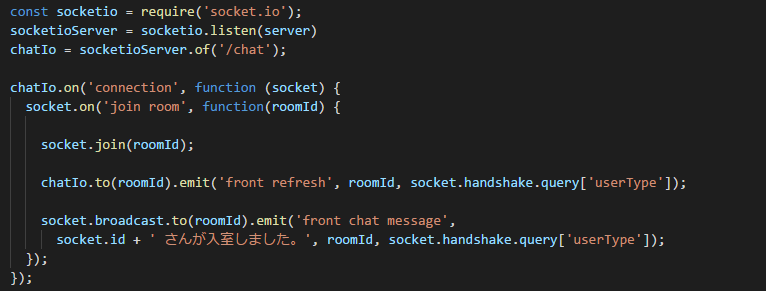 const socketio = require('socket.io');
socketioServer = socketio.listen(server)
chatIo = socketioServer.of('/chat');
chatIo.on('connection', function (socket) {
socket.on('join room', function(roomId) {
socket.join(roomId);
chatIo.to(roomId).emit('front refresh', roomId, socket.handshake.query['userType']);
socket.broadcast.to(roomId).emit('front chat message',
socket.id + ' さんが入室しました。', roomId, socket.handshake.query['userType']);
});
});